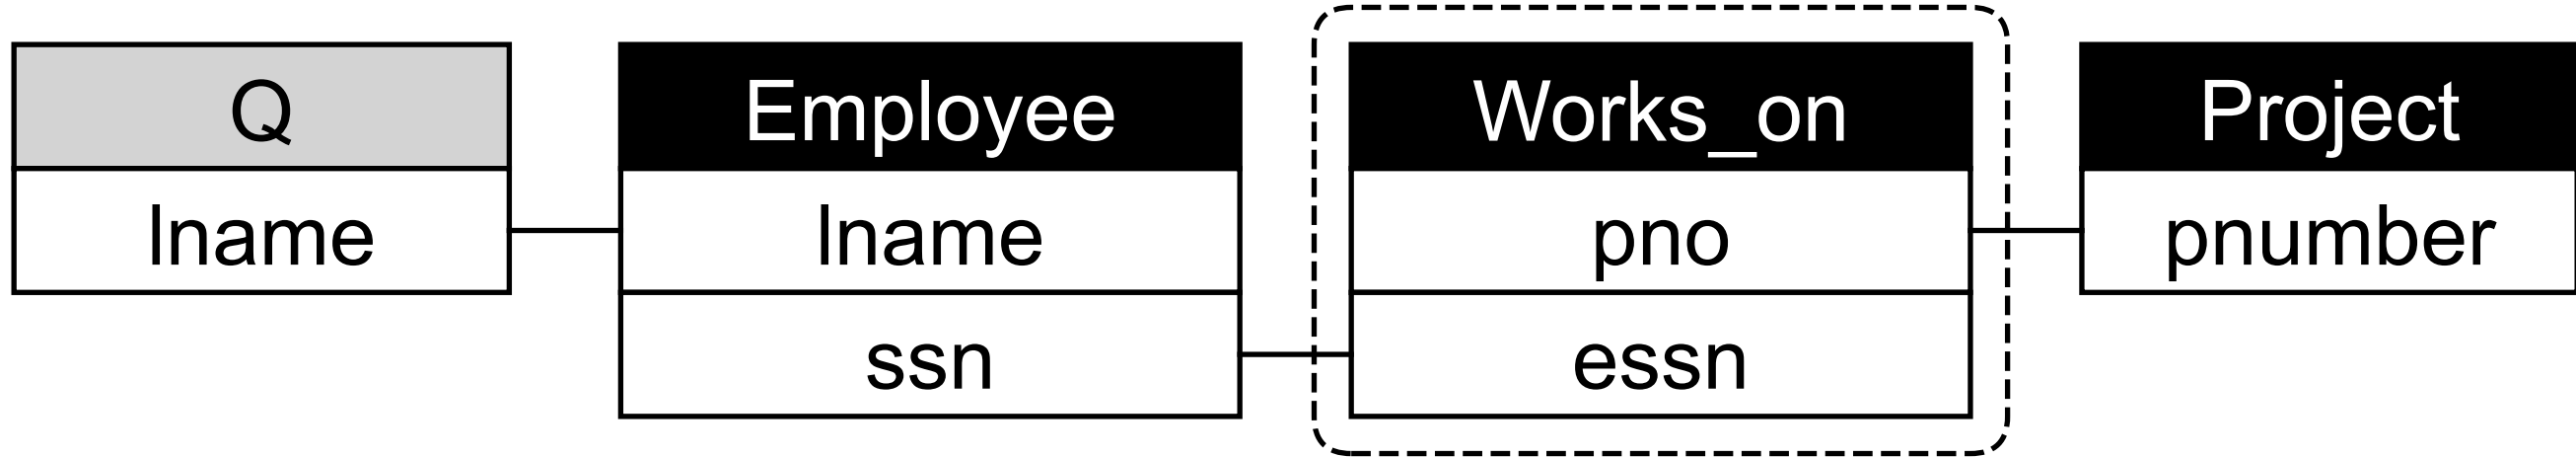 Q
lname
Employee
lname
ssn
Works_on
pno
essn
Project
pnumber